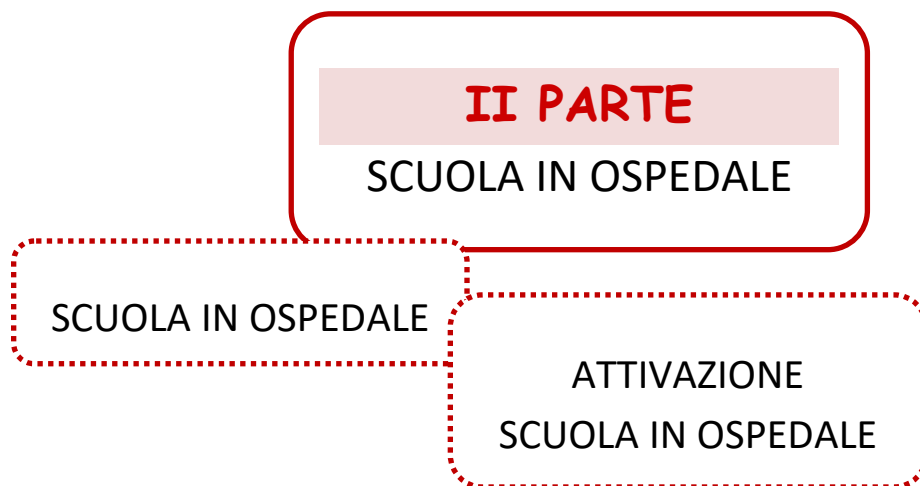 II PARTE
SCUOLA IN OSPEDALE
SCUOLA IN OSPEDALE
ATTIVAZIONE
SCUOLA IN OSPEDALE